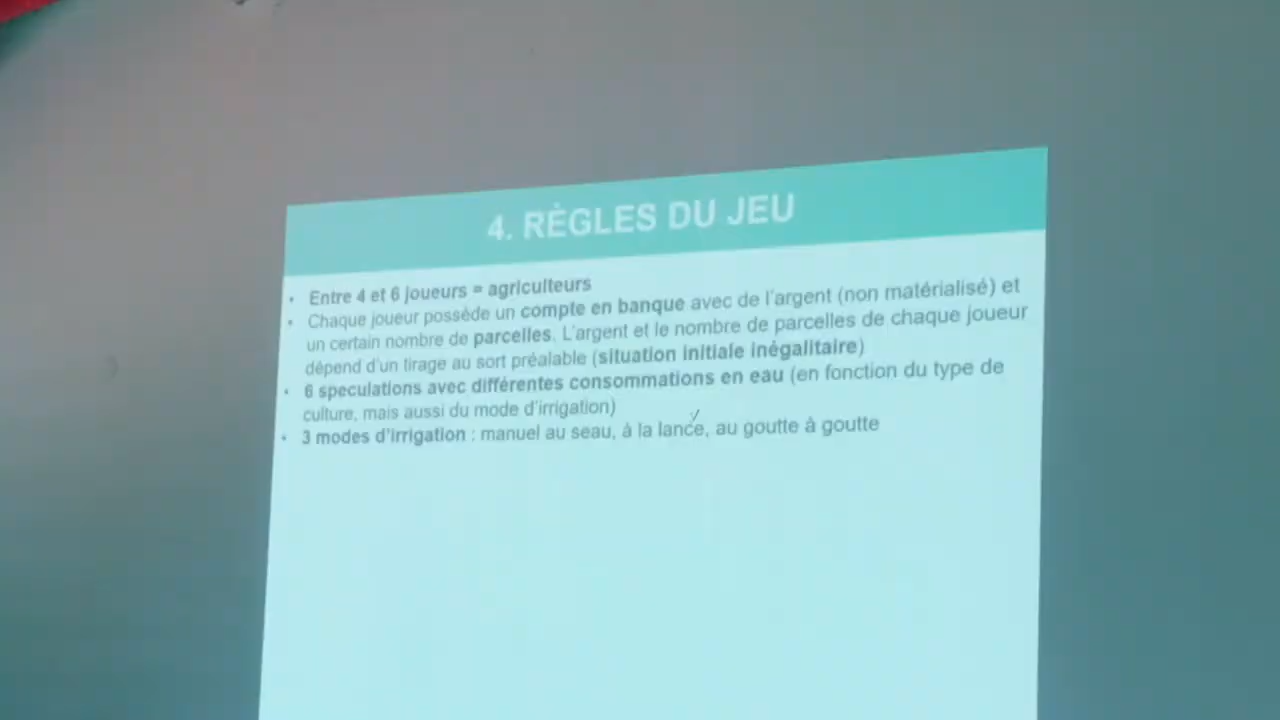 4. RÈGLES DU JEU
• Entre 4 et 6 joueurs = agriculteurs
• Chaque joueur possède un compte en banque avec de l'argent (non matérialisé) et
un certain nombre de parcelles. L'argent et le nombre de parcelles de chaque joueur
dépend d'un tirage au sort préalable (situation initiale inégalitaire)
• 6 speculations avec différentes consommations en eau (en fonction du type de
culture, mais aussi du mode d'irrigation)
• 3 modes d'irrigation : manuel au seau, à la lance, au goutte à goutte